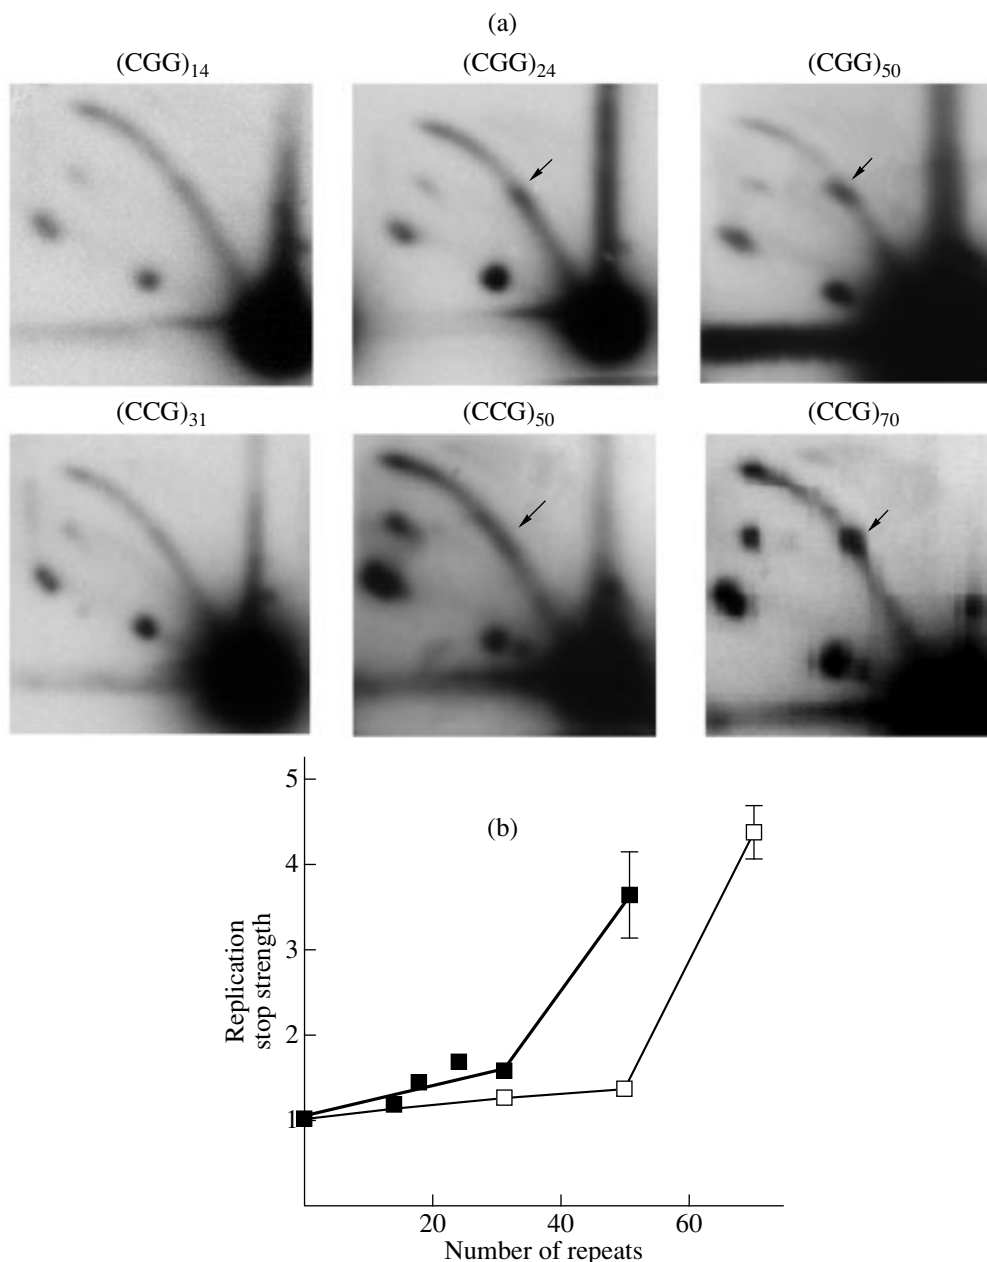 (a)
(CGG)14 (CGG)24 (CGG)50
(CCG)31 (CCG)50 (CCG)70
(b)
5
4
3
2
1
Replication
stop strength
20 40 60
Number of repeats